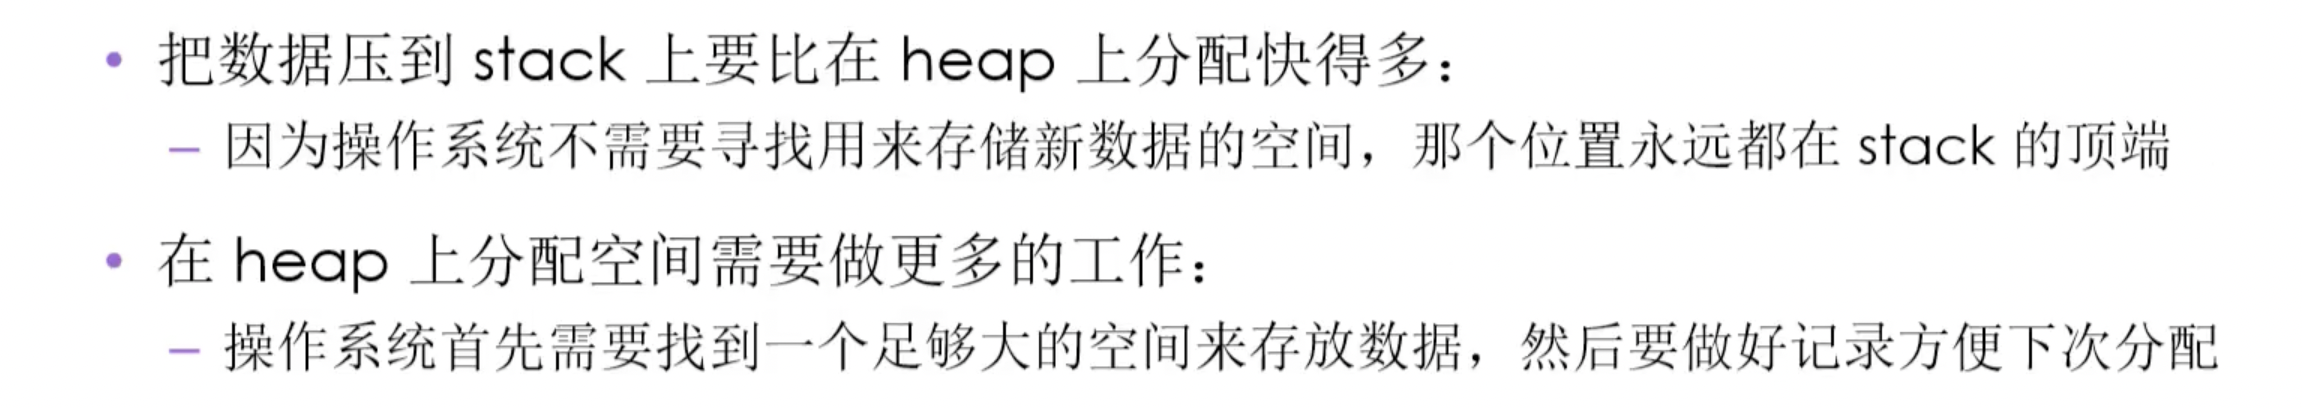 • 把数据压到 stack 上要比在 heap 上分配快得多：
– 因为操作系统不需要寻找用来存储新数据的空间，那个位置永远都在 stack 的顶端
• 在 heap 上分配空间需要做更多的工作：
– 操作系统首先需要找到一个足够大的空间来存放数据，然后要做好记录方便下次分配